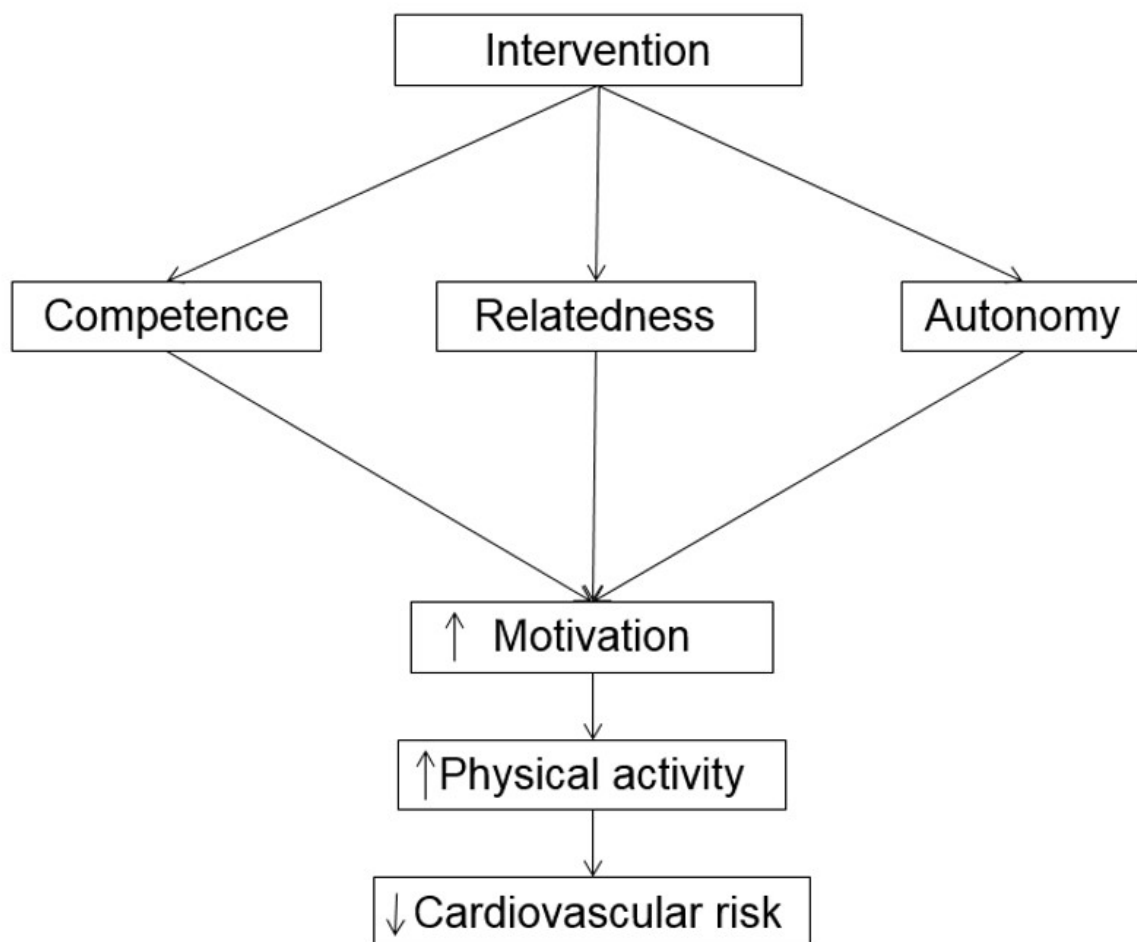 Intervention
Competence
Relatedness
Autonomy
↑ Motivation
↑ Physical activity
↓ Cardiovascular risk